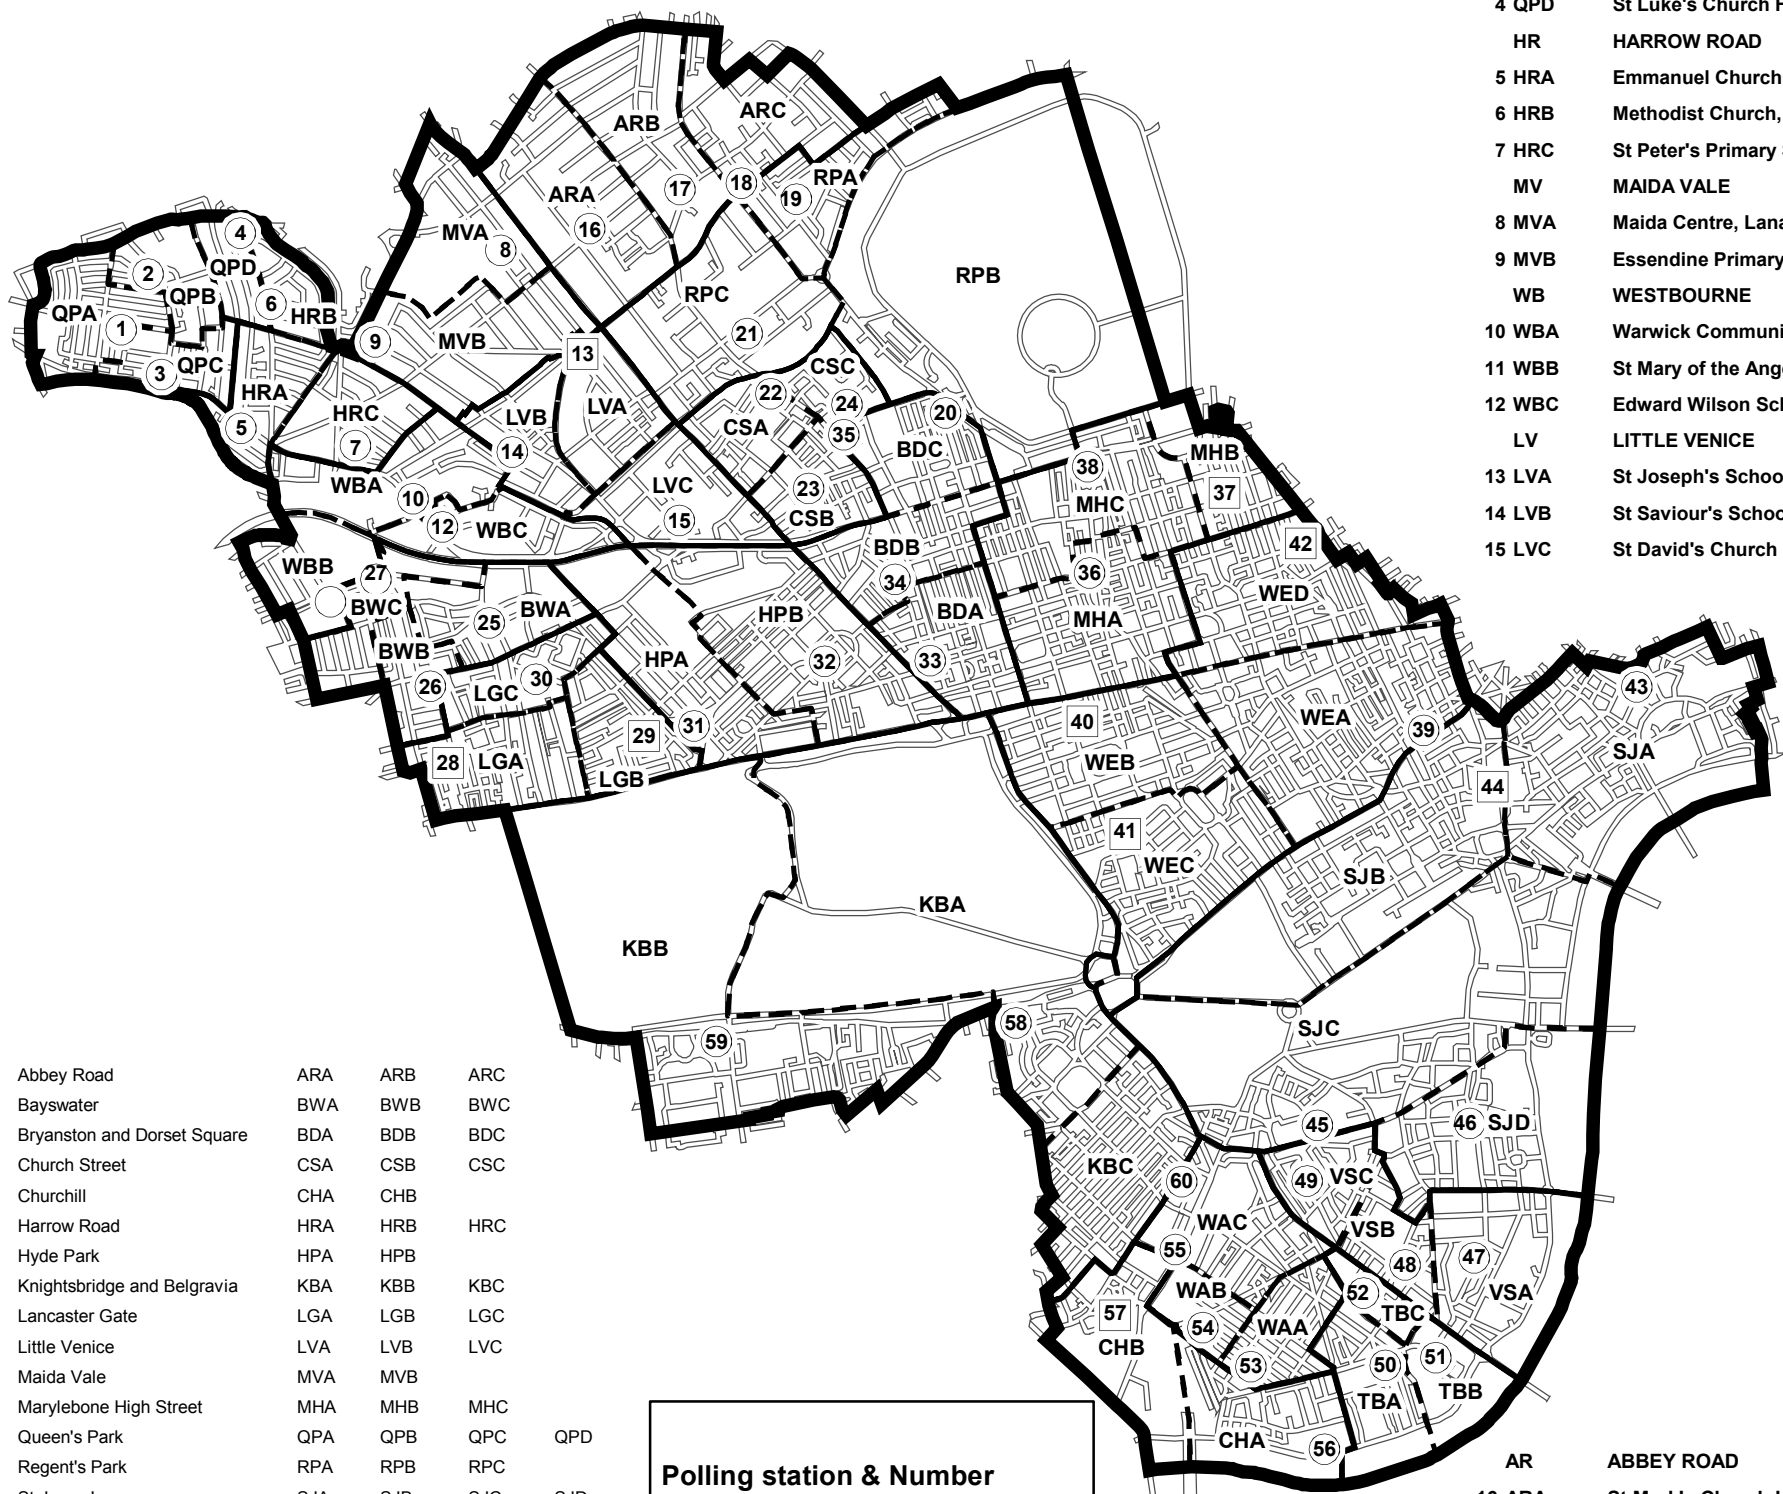 4 QPD St Luke's Church
HR HARROW ROAD
5 HRA Emmanuel Church
6 HRB Methodist Church,
7 HRC St Peter's Primary
MV MAIDA VALE
8 MVA Maida Centre,
9 MVB Essendine Primary
WB WESTBOURNE
10 WBA Warwick
11 WBB St Mary of the
12 WBC Edward Wilson
LV LITTLE VENICE
13 LVA St Joseph's
14 LVB St Saviour's
15 LVC St David's Church
ARB
ARC
ARA
17
18
19
RPA
16
MVA
8
4
QPD
2
QPB
6
HRB
QPA
1
3
QPC
HRA
5
9
MVB
13
RPC
RPB
21
CSC
22
24
20
CSA
35
BDC
HRC
7
LVB
LVA
14
WBA
10
12
WBC
LVC
15
23
CSB
38
MHB
37
MHC
42
BDB
34
36
WED
BDA
MHA
WBB
27
BWC
25
BWA
BWB
26
LGC
30
HPA
HPB
32
33
28
LGA
29
31
LGB
40
WEB
WEA
39
43
SJA
44
41
WEC
SJB
KBA
KBB
59
58
SJC
45
46
SJD
KBC
60
49
VSC
WAC
VSB
55
48
47
VSA
WAB
52
TBC
57
54
WAA
CHB
53
50
51
TBA
TBB
CHA
56
Abbey Road ARA ARB ARC
Bayswater BWA BWB BWC
Bryanston and Dorset Square BDA BDB BDC
Church Street CSA CSB CSC
Churchill CHA CHB
Harrow Road HRA HRB HRC
Hyde Park HPA HPB
Knightsbridge and Belgravia KBA KBB KBC
Lancaster Gate LGA LGB LGC
Little Venice LVA LVB LVC
Maida Vale MVA MVB
Marylebone High Street MHA MHB MHC
Queen's Park QPA QPB QPC QPD
Regent's Park RPA RPB RPC
Polling station & Number
AR ABBEY ROAD